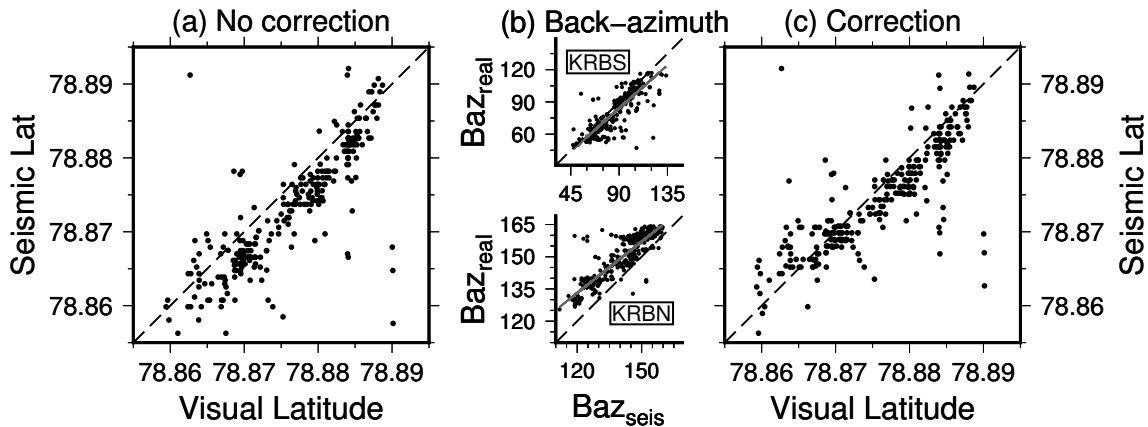 (a) No correction
(b) Back−azimuth
(c) Correction
Seismic Lat
78.89
78.88
78.87
78.86
78.86 78.87 78.88 78.89
Visual Latitude
Baz_real
120
90
60
KRBS
45 90 135
Baz_real
165
150
135
120
KRBN
120 150
Baz_seis
78.86 78.87 78.88 78.89
Visual Latitude
78.89
78.88
78.87
78.86
Seismic Lat